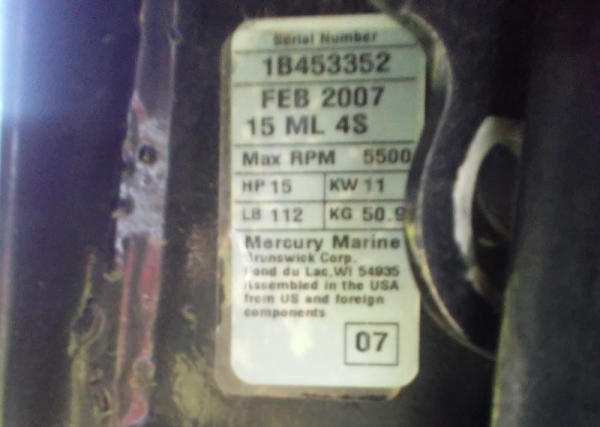 Serial Number
1B453352
FEB 2007
15 ML 4S
Max RPM 5500
HP 15 KW 11
LB 112 KG 50.9
Mercury Marine
Brunswick Corp.
Fond du Lac, WI 54935
Assembled in the USA
from US and foreign
components
07